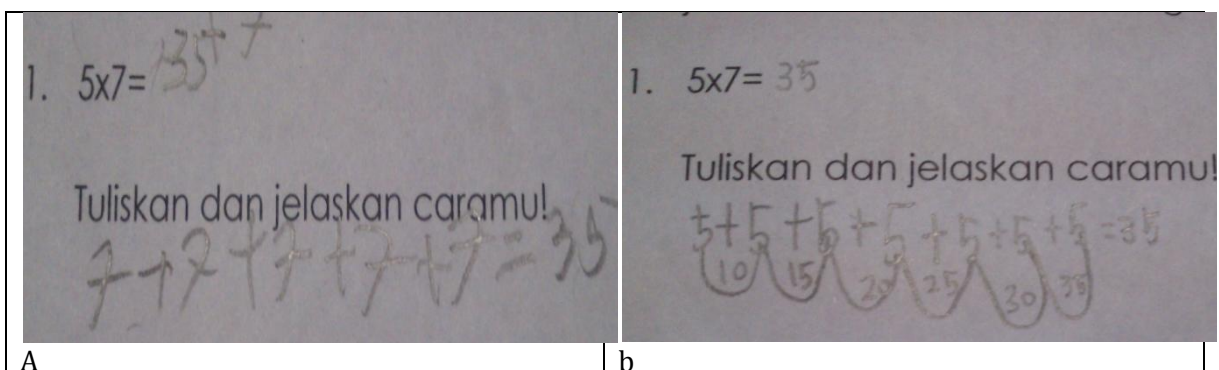 1. 5x7= 35
Tuliskan dan jelaskan caramu!
7+7+7+7+7=35
A
1. 5x7= 35
Tuliskan dan jelaskan caramu!
5+5+5+5+5+5+5=35
10 15 20 25 30 35
b